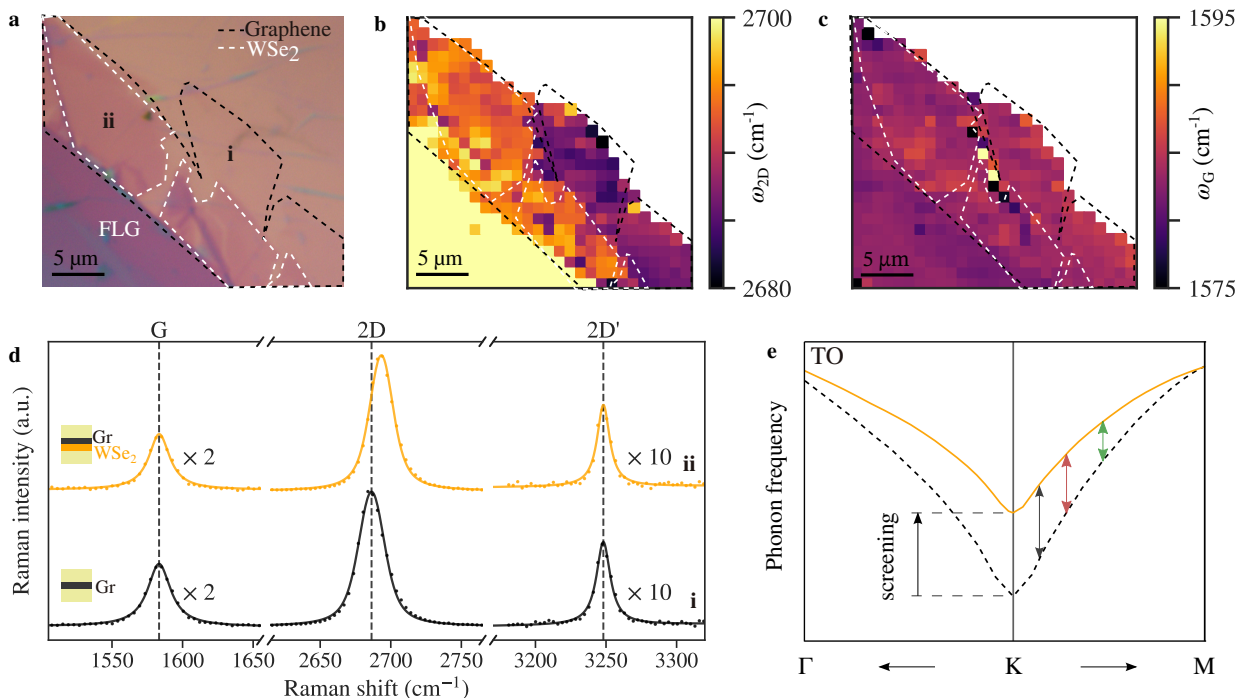 a
Graphene
WSe₂
ii
i
FLG
5 μm
b
5 μm
2700
ω2D (cm⁻¹)
2680
c
5 μm
1595
ωG (cm⁻¹)
1575
d
G
2D
2D'
Raman intensity (a.u.)
Gr
WSe₂
× 2
× 10
ii
Gr
× 2
× 10
i
1550
1600
1650
2650
2700
2750
3200
3250
3300
Raman shift (cm⁻¹)
e
TO
Phonon frequency
screening
Γ
K
M